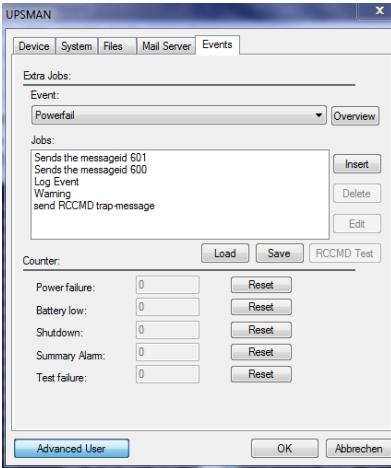 UPSMAN
x
Device System Files Mail Server Events
Extra Jobs:
Event:
Powerfail Overview
Jobs:
Sends the messageid 601
Sends the messageid 600
Log Event
Warning
send RCCMD trap-message
Insert
Delete
Edit
Load Save RCCMD Test
Counter:
Power failure: 0 Reset
Battery low: 0 Reset
Shutdown: 0 Reset
Summary Alarm: 0 Reset
Test failure: 0 Reset
Advanced User OK Abbrechen